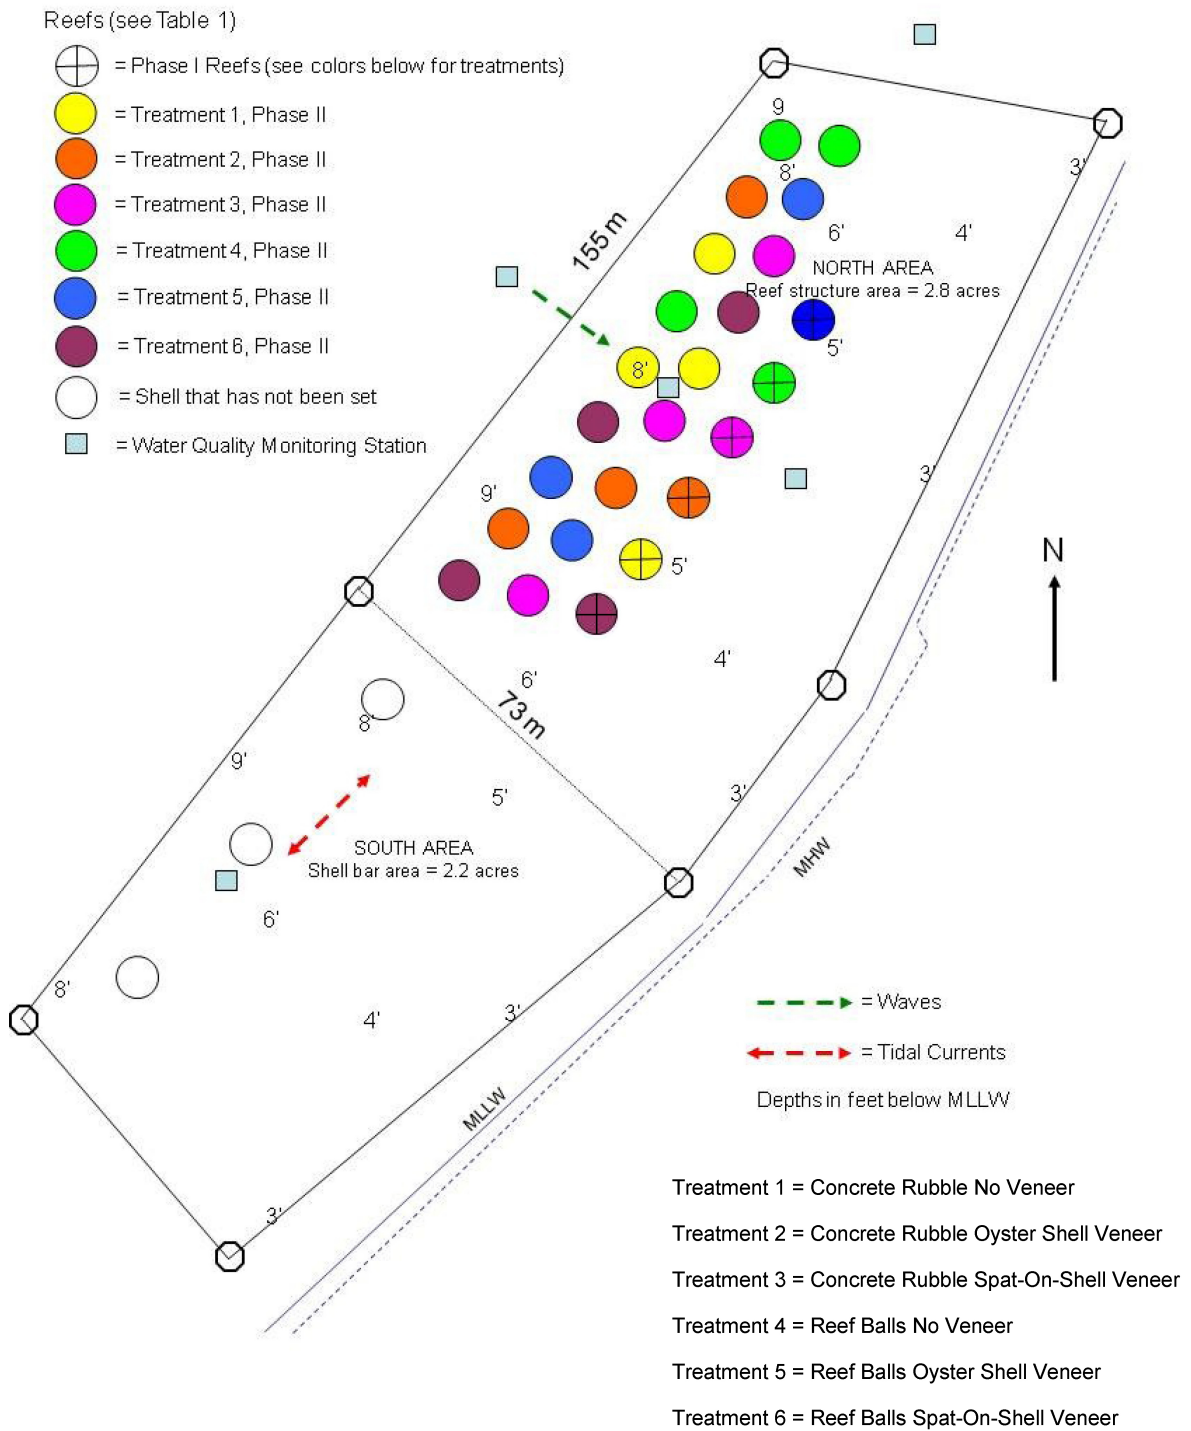 Reefs (see Table 1)
= Phase I Reefs (see colors below for treatments)
= Treatment 1, Phase II
= Treatment 2, Phase II
= Treatment 3, Phase II
= Treatment 4, Phase II
= Treatment 5, Phase II
= Treatment 6, Phase II
= Shell that has not been set
= Water Quality Monitoring Station
9
3'
8'
155 m
6'
4'
NORTH AREA
Reef structure area = 2.8 acres
5'
8'
3'
9'
5'
N
4'
6'
73 m
8'
9'
3'
5'
SOUTH AREA
Shell bar area = 2.2 acres
MHW
6'
8'
4'
3'
= Waves
= Tidal Currents
Depths in feet below MLLW
MLLW
3'
Treatment 1 = Concrete Rubble No Veneer
Treatment 2 = Concrete Rubble Oyster Shell Veneer
Treatment 3 = Concrete Rubble Spat-On-Shell Veneer
Treatment 4 = Reef Balls No Veneer
Treatment 5 = Reef Balls Oyster Shell Veneer
Treatment 6 = Reef Balls Spat-On-Shell Veneer